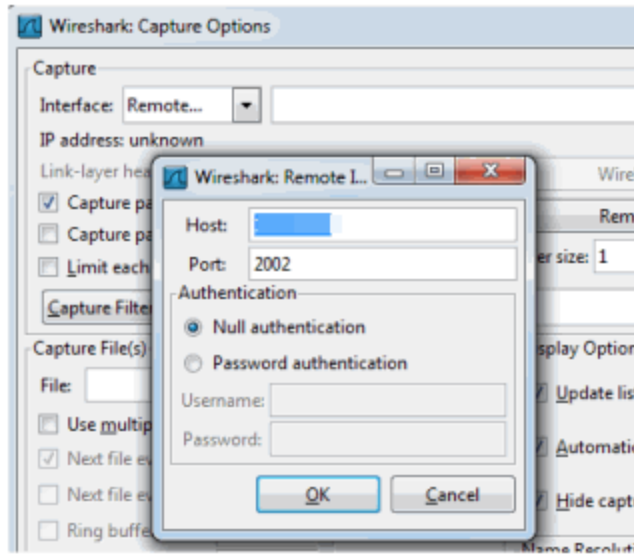 Wireshark: Capture Options
Capture
Interface: Remote...
IP address: unknown
Link-layer hea
Wire
Capture pa
Rem
Capture pa
er size: 1
Limit each
Capture Filter
Wireshark: Remote I...
Host:
Port: 2002
Authentication
Null authentication
Password authentication
Username:
Password:
OK Cancel
Capture File(s)
splay Option
File:
Update lis
Use multip
Next file ev
Automatic
Next file ev
Hide capt
Ring buffe
Name Resoluti